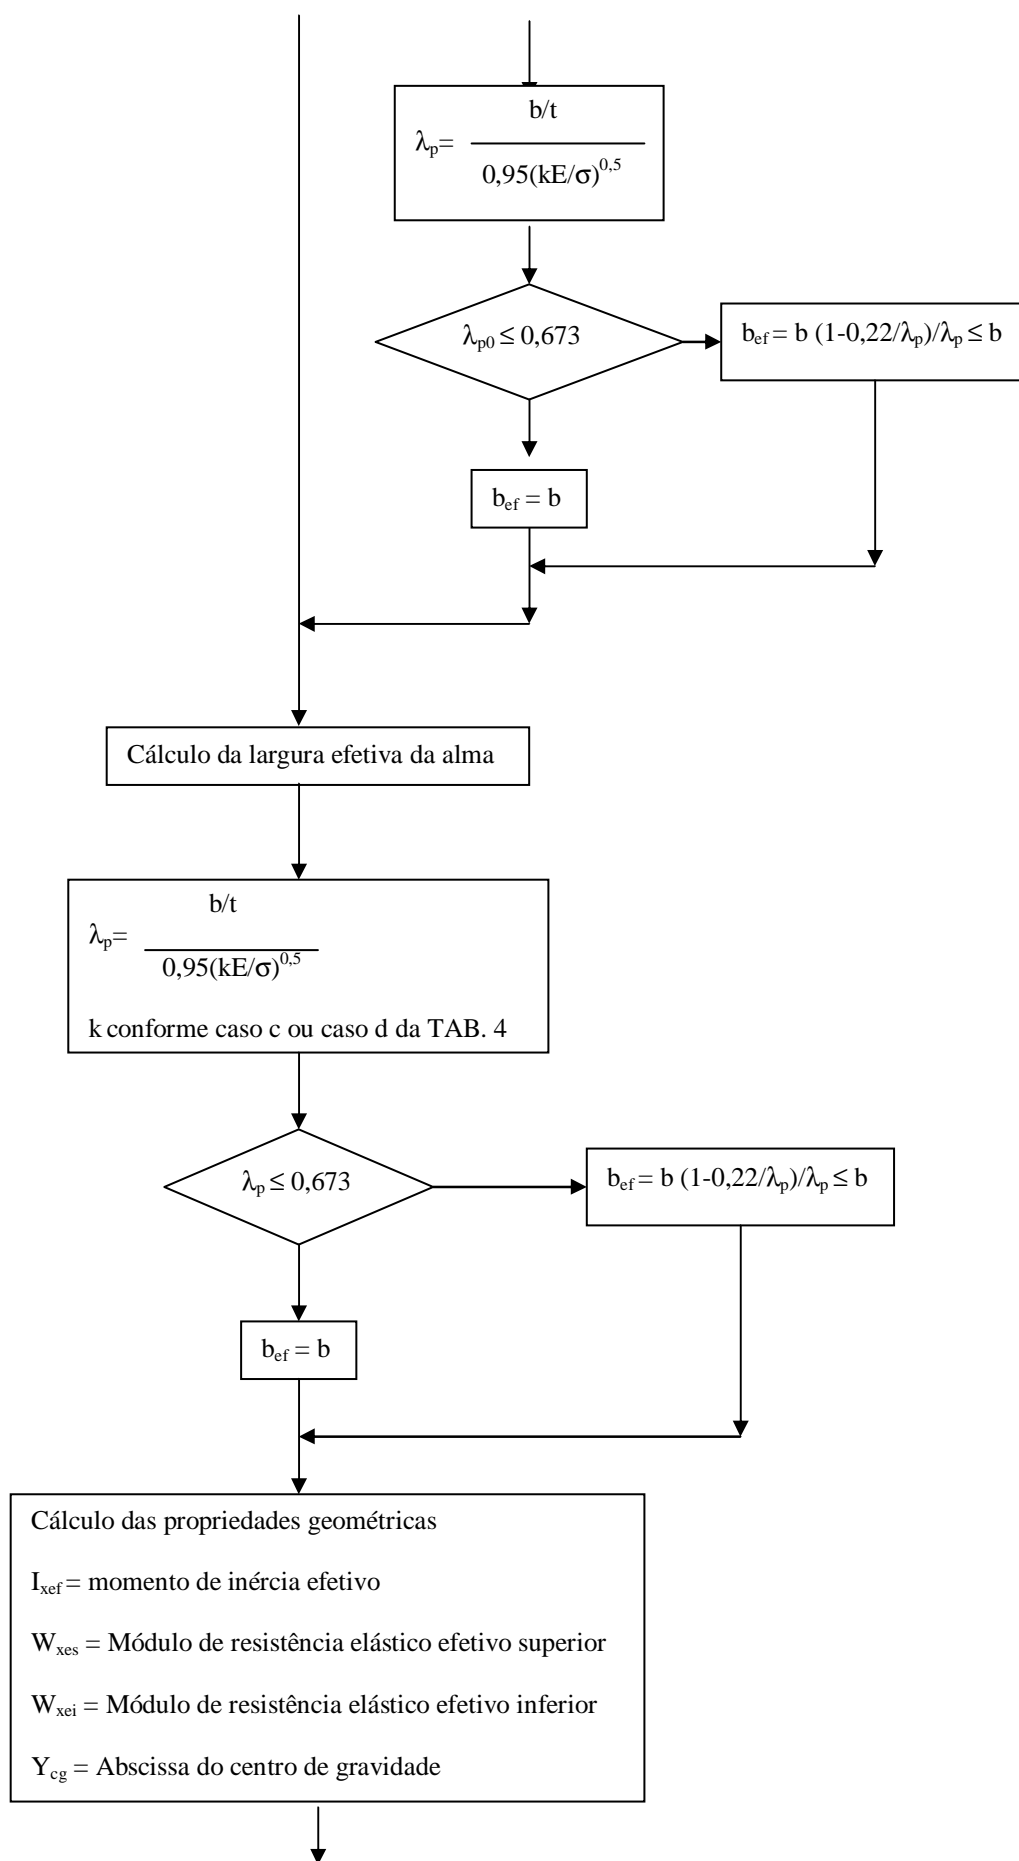 b/t
λp=
0,95(kE/σ)0,5
λp0 ≤ 0,673
bef = b (1-0,22/λp)/λp ≤ b
bef = b
Cálculo da largura efetiva da alma
b/t
λp=
0,95(kE/σ)0,5
k conforme caso c ou caso d da TAB. 4
λp ≤ 0,673
bef = b (1-0,22/λp)/λp ≤ b
bef = b
Cálculo das propriedades geométricas
Ixef = momento de inércia efetivo
Wxes = Módulo de resistência elástico efetivo superior
Wxei = Módulo de resistência elástico efetivo inferior
Ycg = Abscissa do centro de gravidade